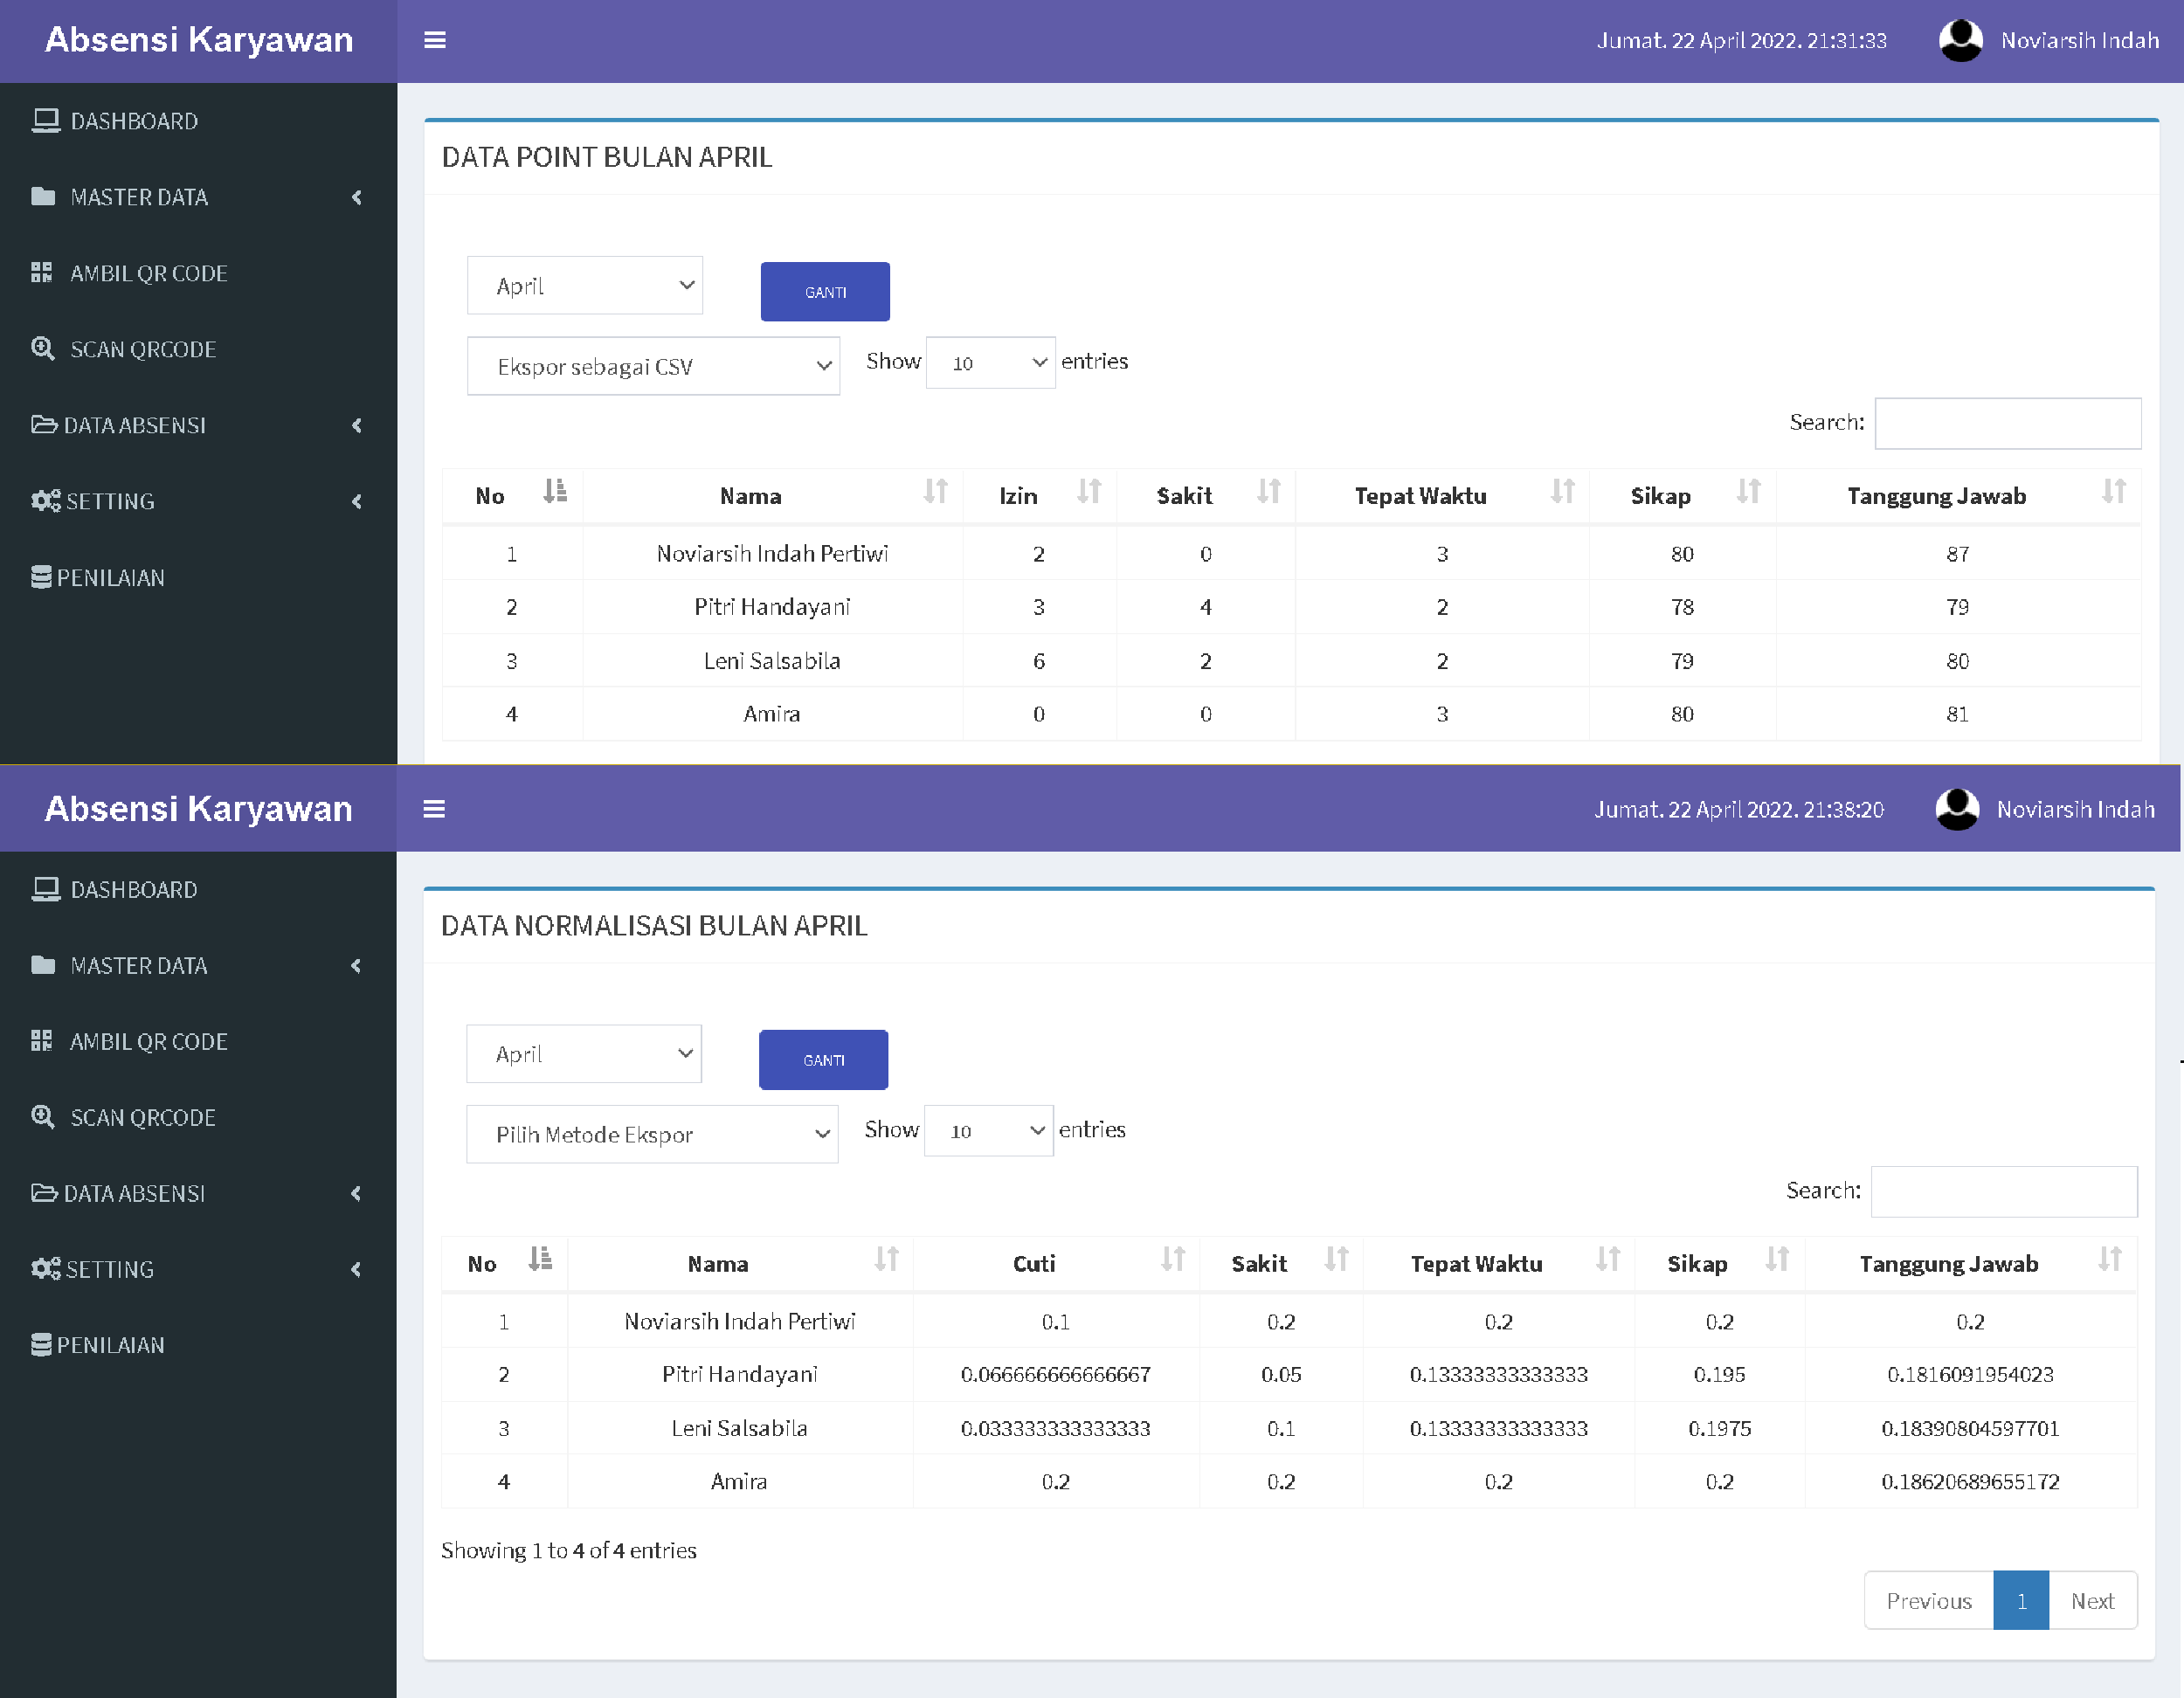 Absensi Karyawan Jumat. 22 April 2022. 21:31:33 Noviarsih Indah
DASHBOARD
MASTER DATA
AMBIL QR CODE
SCAN QRCODE
DATA ABSENSI
SETTING
PENILAIAN
DATA POINT BULAN APRIL
April GANTI
Ekspor sebagai CSV Show 10 entries
Search:
No Nama Izin Sakit Tepat Waktu Sikap Tanggung Jawab
1 Noviarsih Indah Pertiwi 2 0 3 80 87
2 Pitri Handayani 3 4 2 78 79
3 Leni Salsabila 6 2 2 79 80
4 Amira 0 0 3 80 81
Absensi Karyawan Jumat. 22 April 2022. 21:38:20 Noviarsih Indah
DASHBOARD
MASTER DATA
AMBIL QR CODE
SCAN QRCODE
DATA ABSENSI
SETTING
PENILAIAN
DATA NORMALISASI BULAN APRIL
April GANTI
Pilih Metode Ekspor Show 10 entries
Search:
No Nama Cuti Sakit Tepat Waktu Sikap Tanggung Jawab
1 Noviarsih Indah Pertiwi 0.1 0.2 0.2 0.2 0.2
2 Pitri Handayani 0.066666666666667 0.05 0.13333333333333 0.195 0.1816091954023
3 Leni Salsabila 0.033333333333333 0.1 0.13333333333333 0.1975 0.18390804597701
4 Amira 0.2 0.2 0.2 0.2 0.18620689655172
Showing 1 to 4 of 4 entries
Previous 1 Next